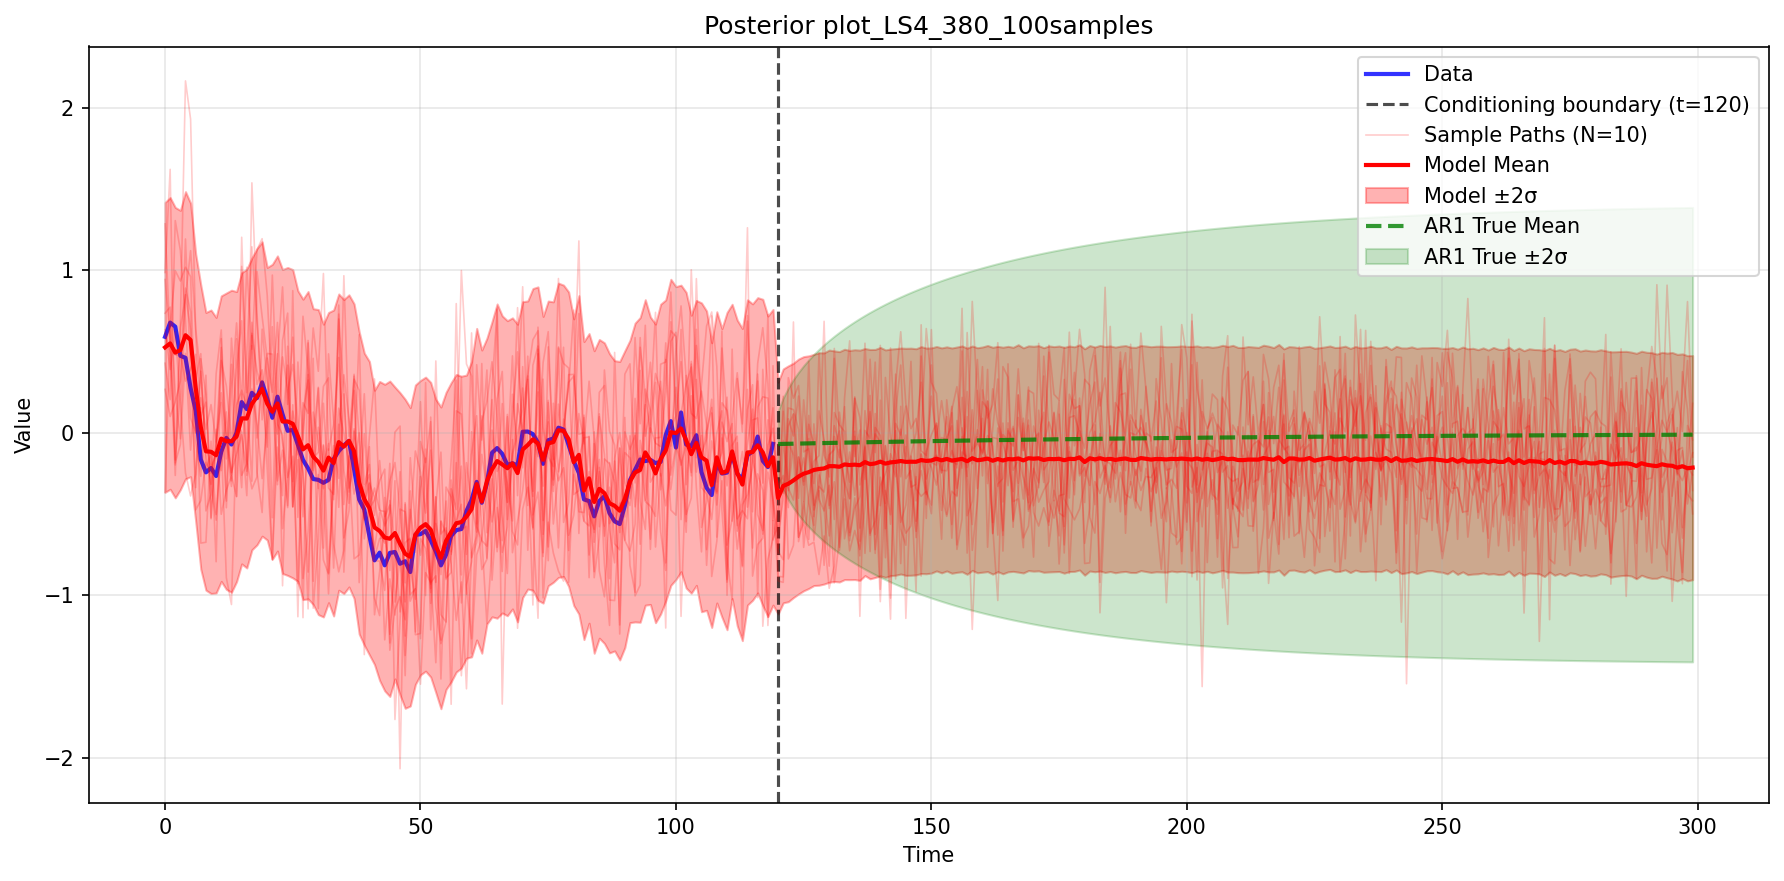 Posterior plot_LS4_380_100samples
Data
Conditioning boundary (t=120)
Sample Paths (N=10)
Model Mean
Model ±2σ
AR1 True Mean
AR1 True ±2σ
Value
2
1
0
−1
−2
0
50
100
150
200
250
300
Time